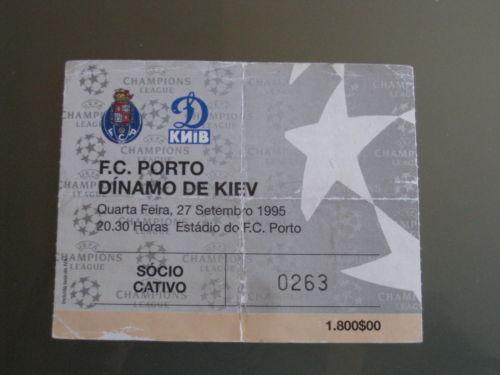 F.C.P
КИЇВ
F.C. PORTO
DÍNAMO DE KIEV
Quarta Feira, 27 Setembro 1995
20.30 Horas Estádio do F.C. Porto
SÓCIO
CATIVO
0263
1.800$00
UEFA
CHAMPIONS
LEAGUE